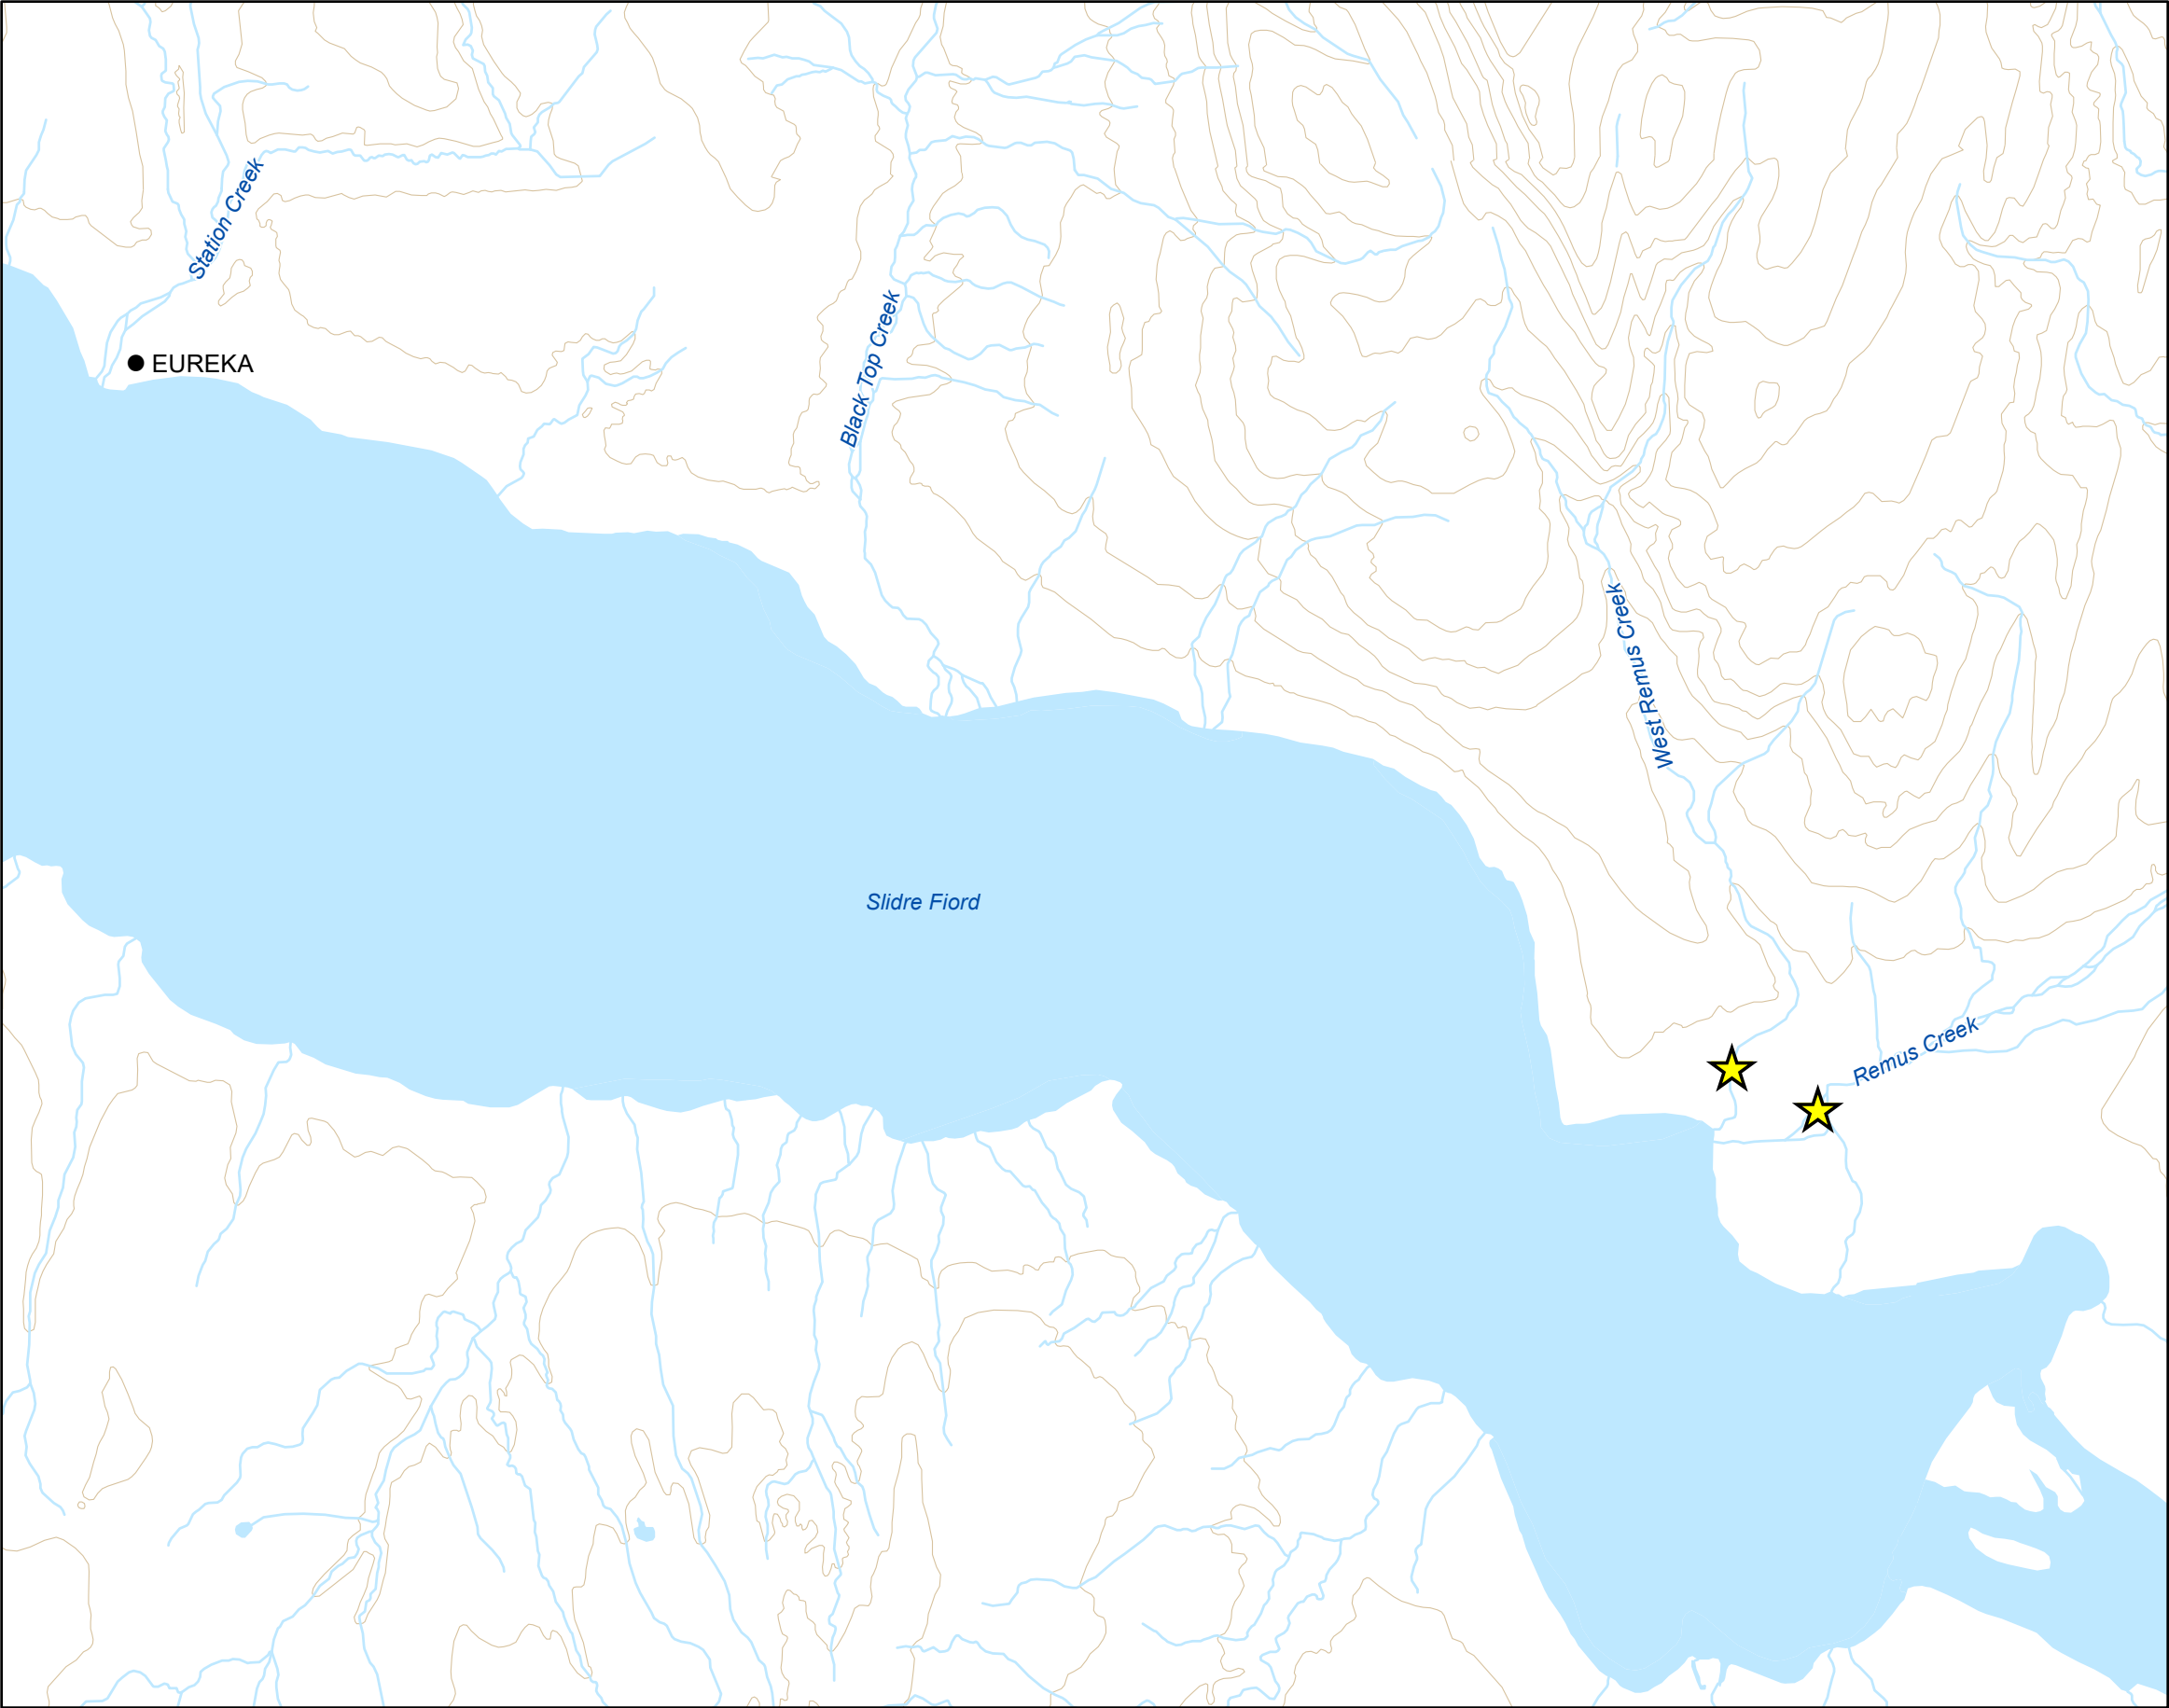 Station Creek
EUREKA
Black Top Creek
West Remus Creek
Slidre Fiord
Remus Creek